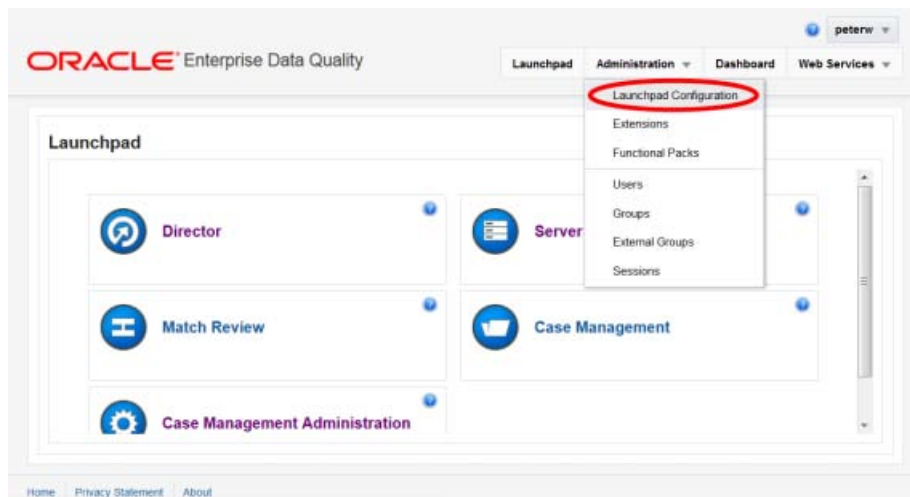 peterw
ORACLE Enterprise Data Quality
Launchpad Administration Dashboard Web Services
Launchpad Configuration
Extensions
Functional Packs
Users
Groups
External Groups
Sessions
Launchpad
Director
Server
Match Review
Case Management
Case Management Administration
Home Privacy Statement About